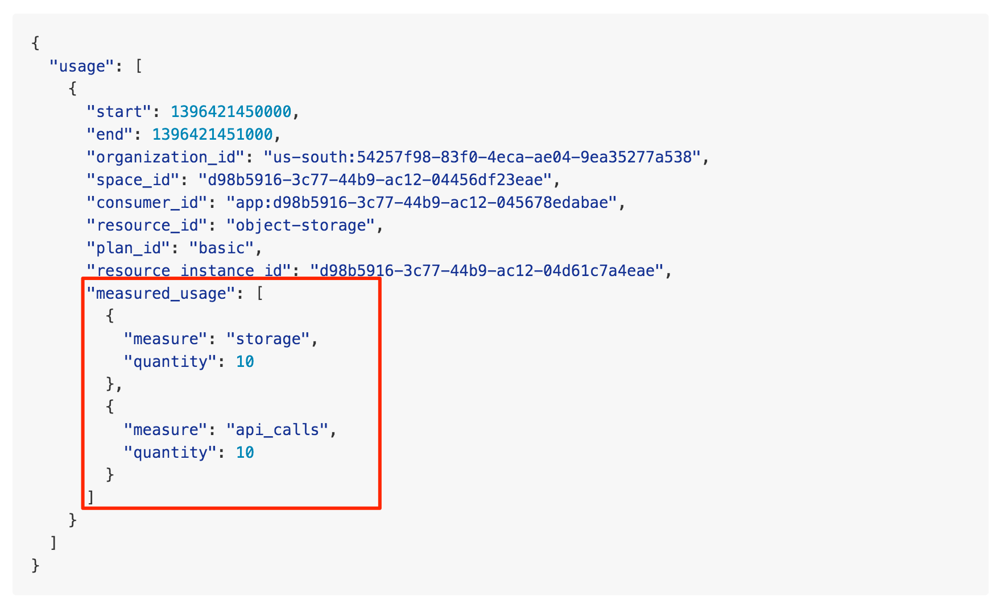 {
  "usage": [
    {
      "start": 1396421450000,
      "end": 1396421451000,
      "organization_id": "us-south:54257f98-83f0-4eca-ae04-9ea35277a538",
      "space_id": "d98b5916-3c77-44b9-ac12-04456df23eae",
      "consumer_id": "app:d98b5916-3c77-44b9-ac12-045678edabae",
      "resource_id": "object-storage",
      "plan_id": "basic",
      "resource_instance_id": "d98b5916-3c77-44b9-ac12-04d61c7a4eae",
      "measured_usage": [
        {
          "measure": "storage",
          "quantity": 10
        },
        {
          "measure": "api_calls",
          "quantity": 10
        }
      ]
    }
  ]
}